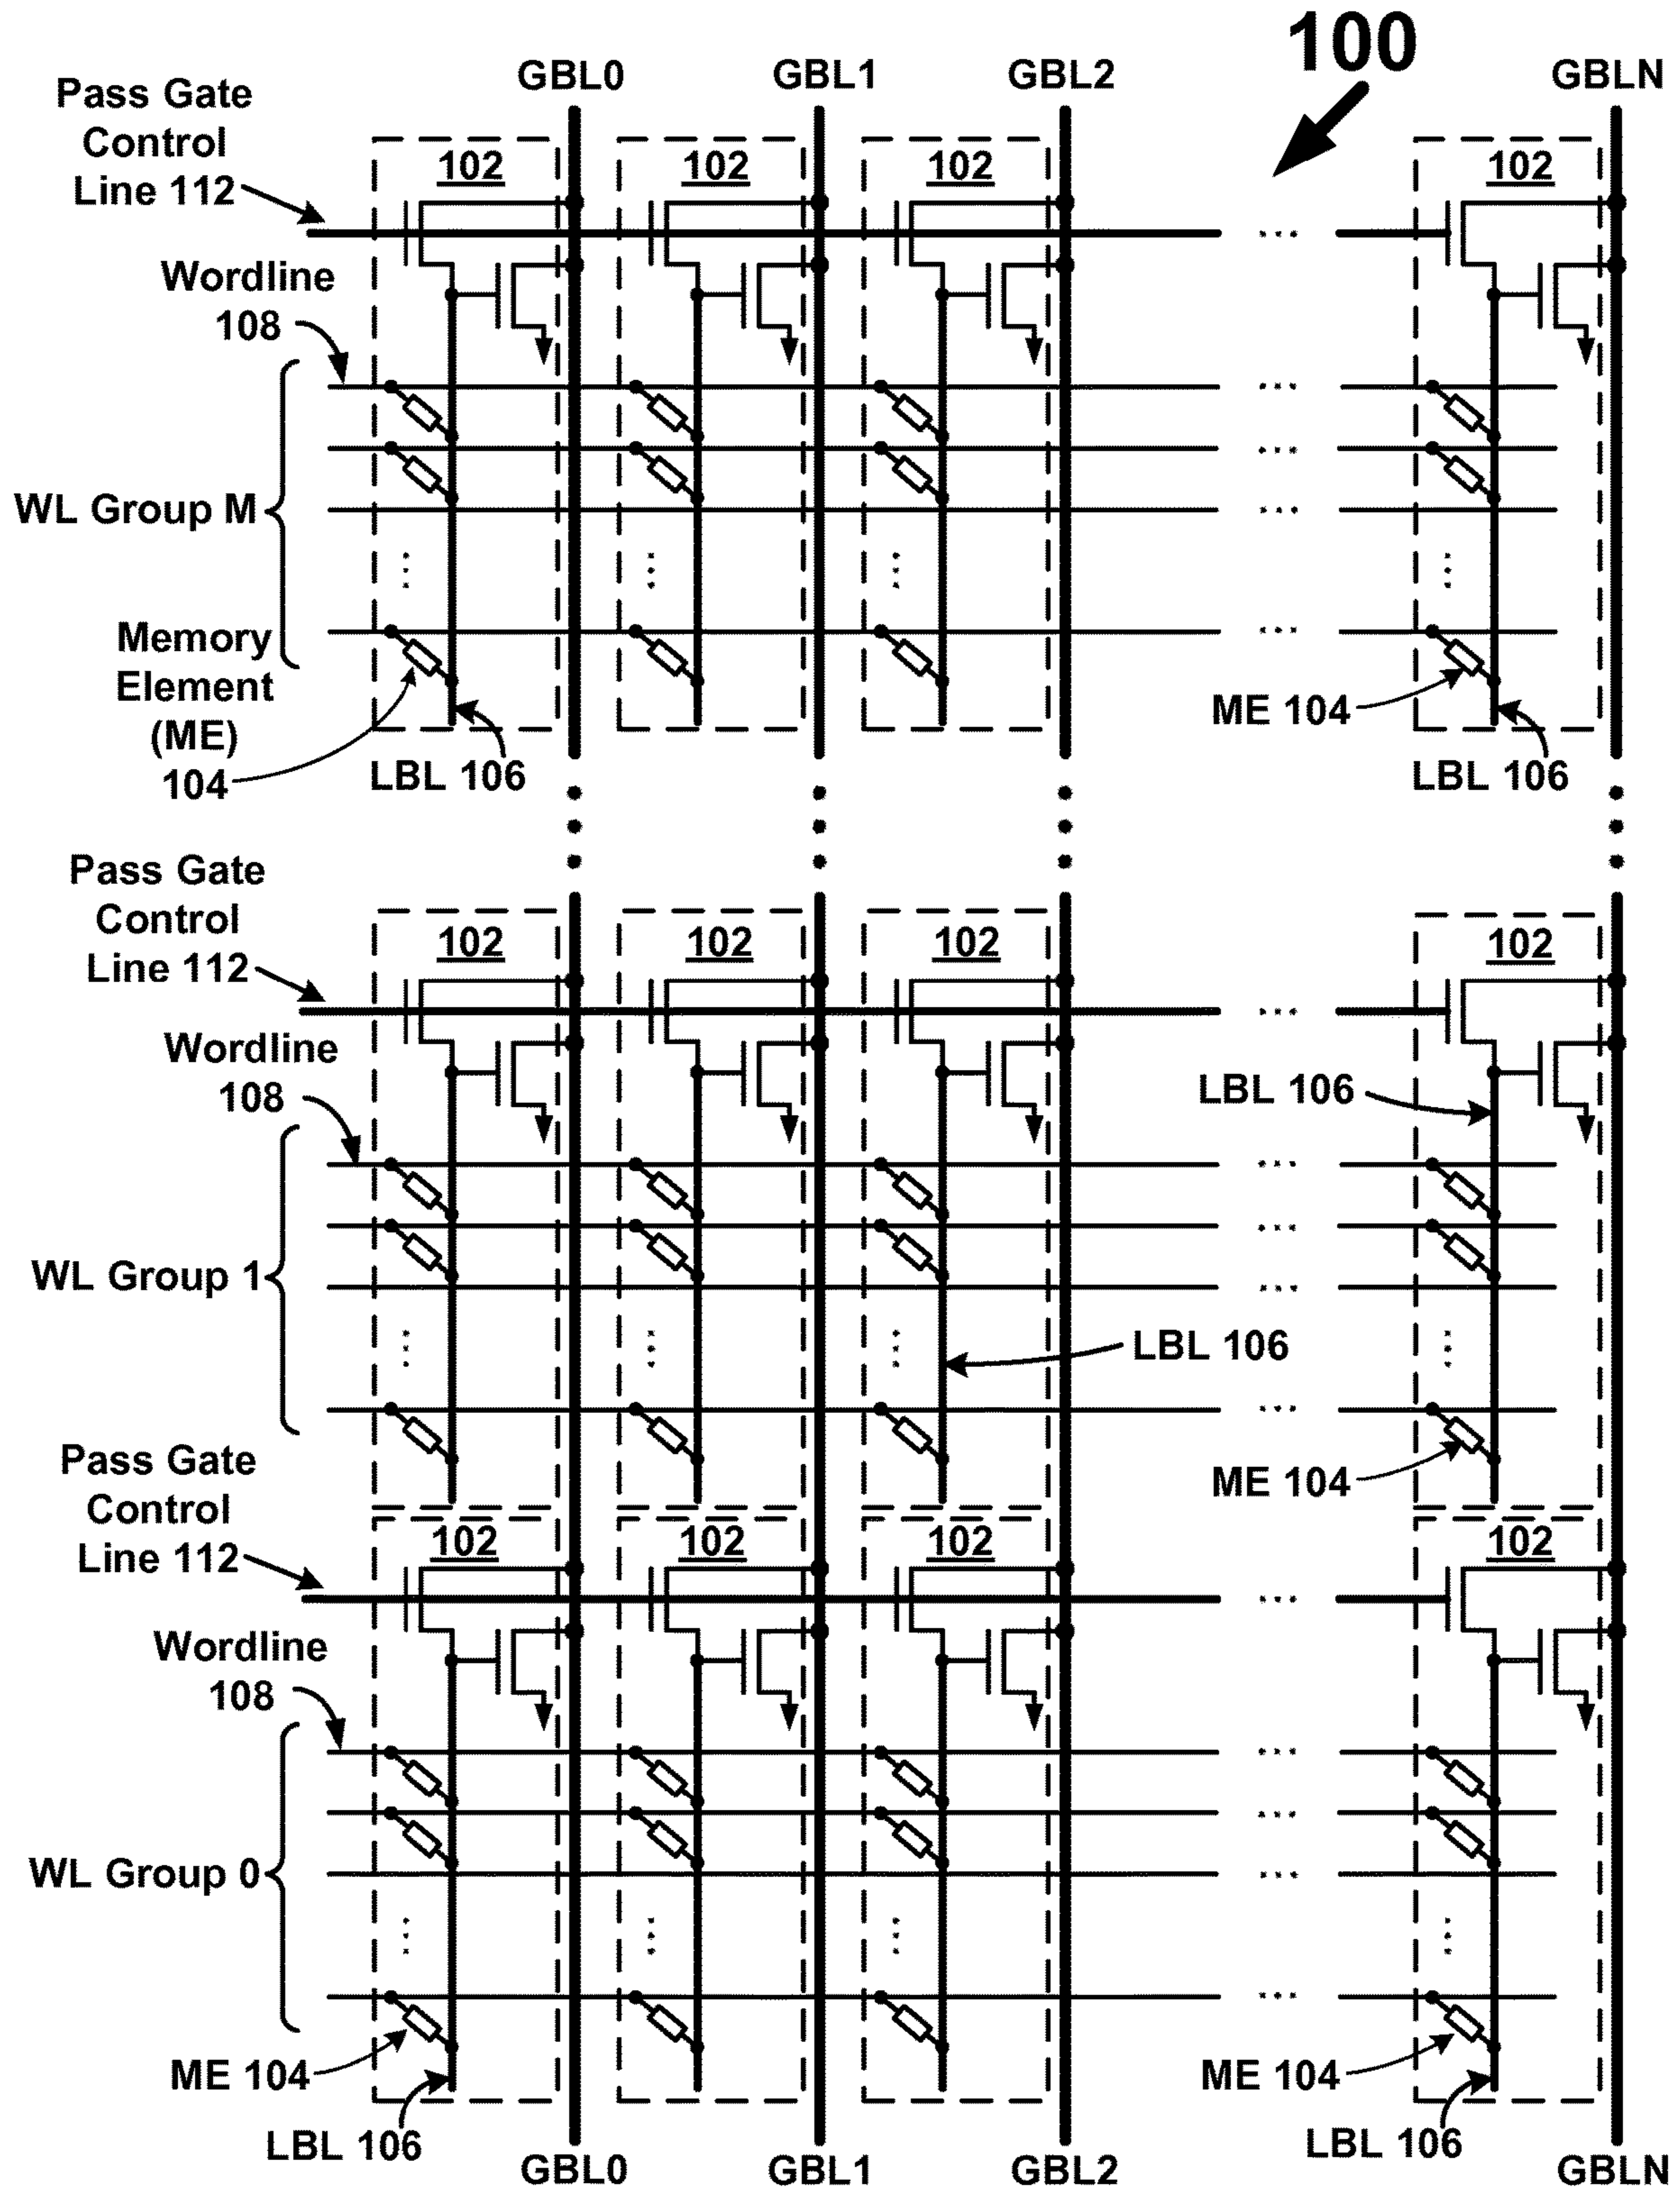 100
GBL0 GBL1 GBL2 GBLN
Pass Gate
Control
Line 112
102 102 102 102
Wordline
108
WL Group M
Memory
Element
(ME)
104
LBL 106
ME 104
LBL 106
Pass Gate
Control
Line 112
102 102 102 102
Wordline
108
LBL 106
WL Group 1
LBL 106
ME 104
Pass Gate
Control
Line 112
102 102 102 102
Wordline
108
WL Group 0
ME 104
LBL 106
ME 104
LBL 106
GBL0 GBL1 GBL2 GBLN